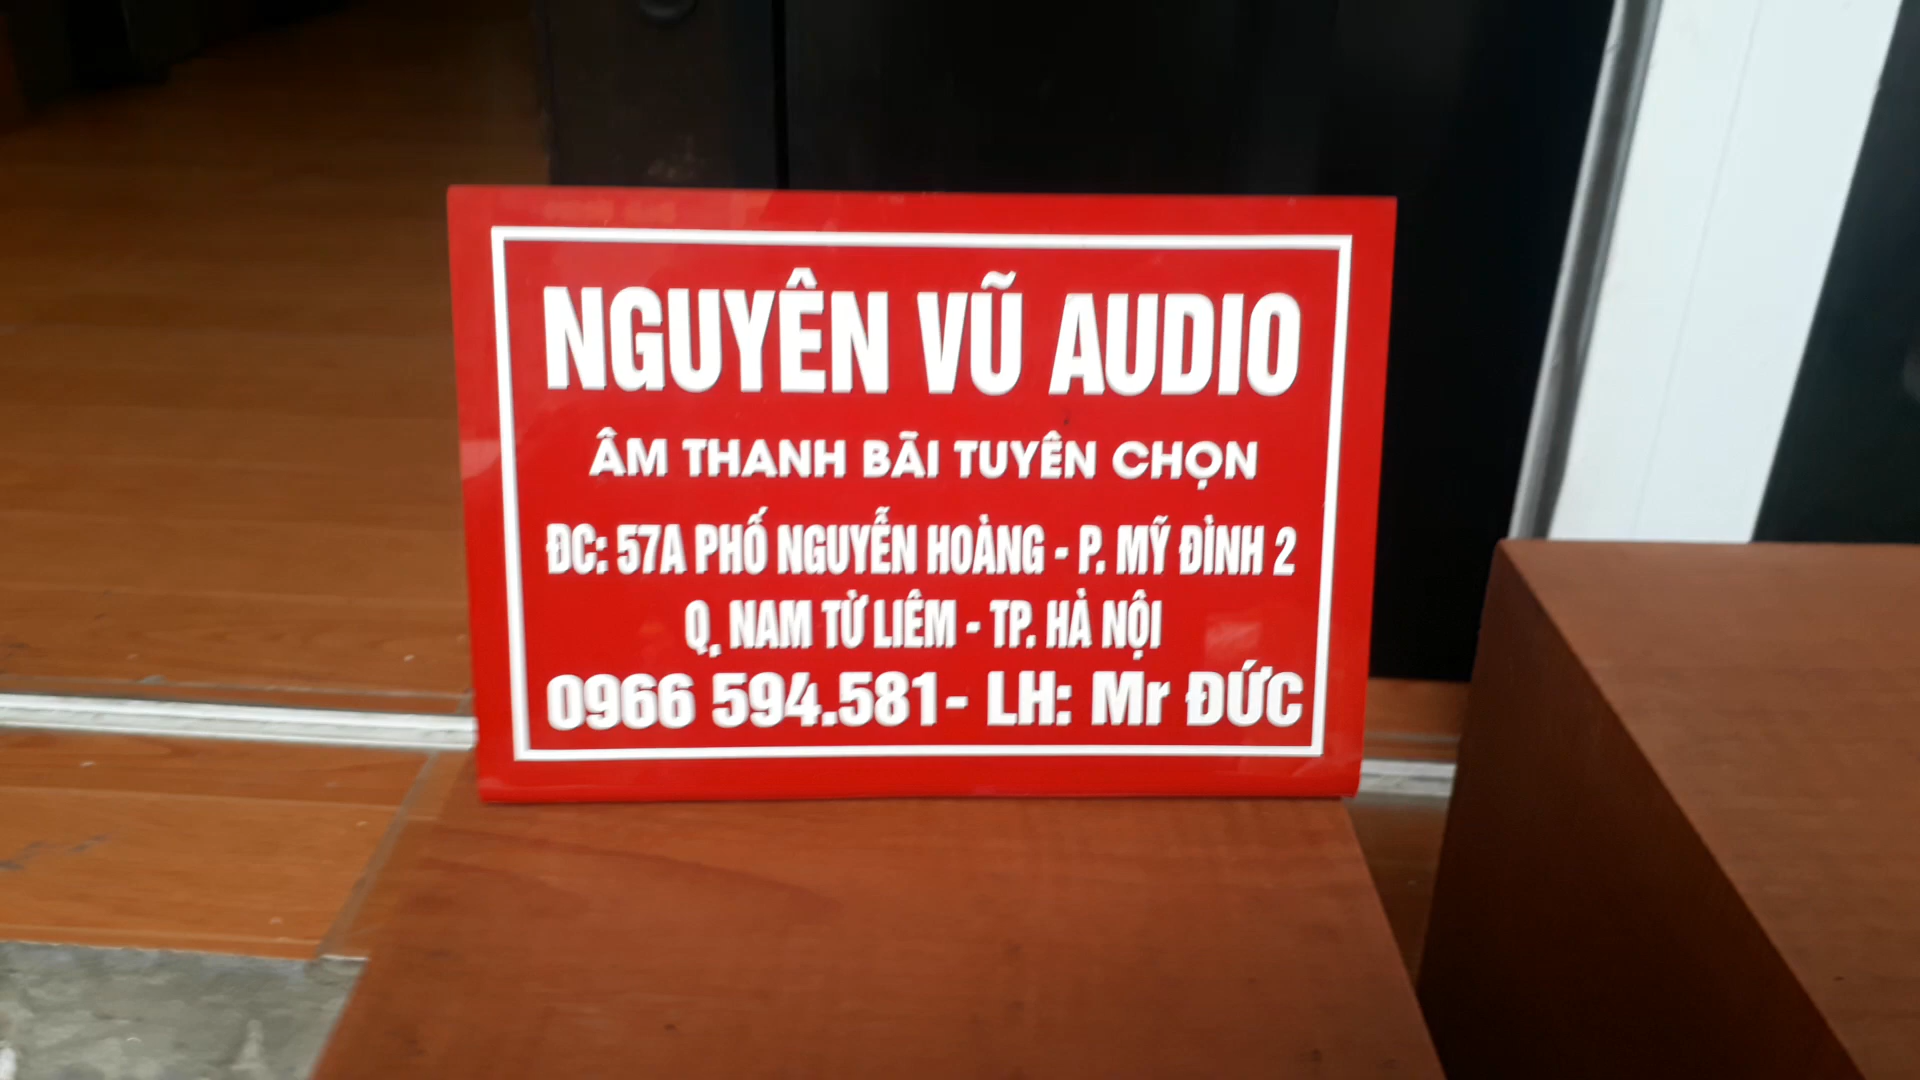 NGUYÊN VŨ AUDIO
ÂM THANH BÃI TUYÊN CHỌN
ĐC: 57A PHỐ NGUYỄN HOÀNG - P. MỸ ĐÌNH 2
Q, NAM TỪ LIÊM - TP. HÀ NỘI
0966 594.581- LH: Mr ĐỨC